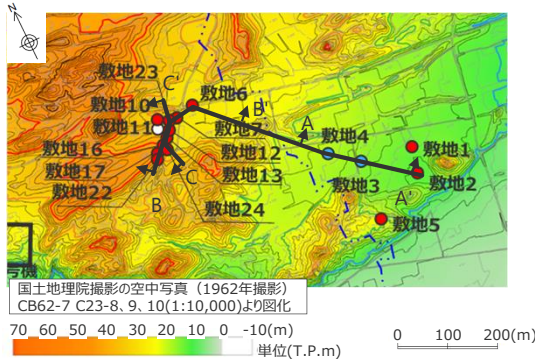 N
敷地23
C'
敷地6
敷地10
B'
A
敷地11
敷地7
敷地4
敷地1
敷地16
敷地12
敷地17
敷地13
敷地3
敷地2
敷地22
C
A'
B
敷地24
敷地5
号機
国土地理院撮影の空中写真（1962年撮影）
CB62-7 C23-8、9、10(1:10,000)より図化
70 60 50 40 30 20 10 0 -10(m)
単位(T.P.m)
0 100 200(m)